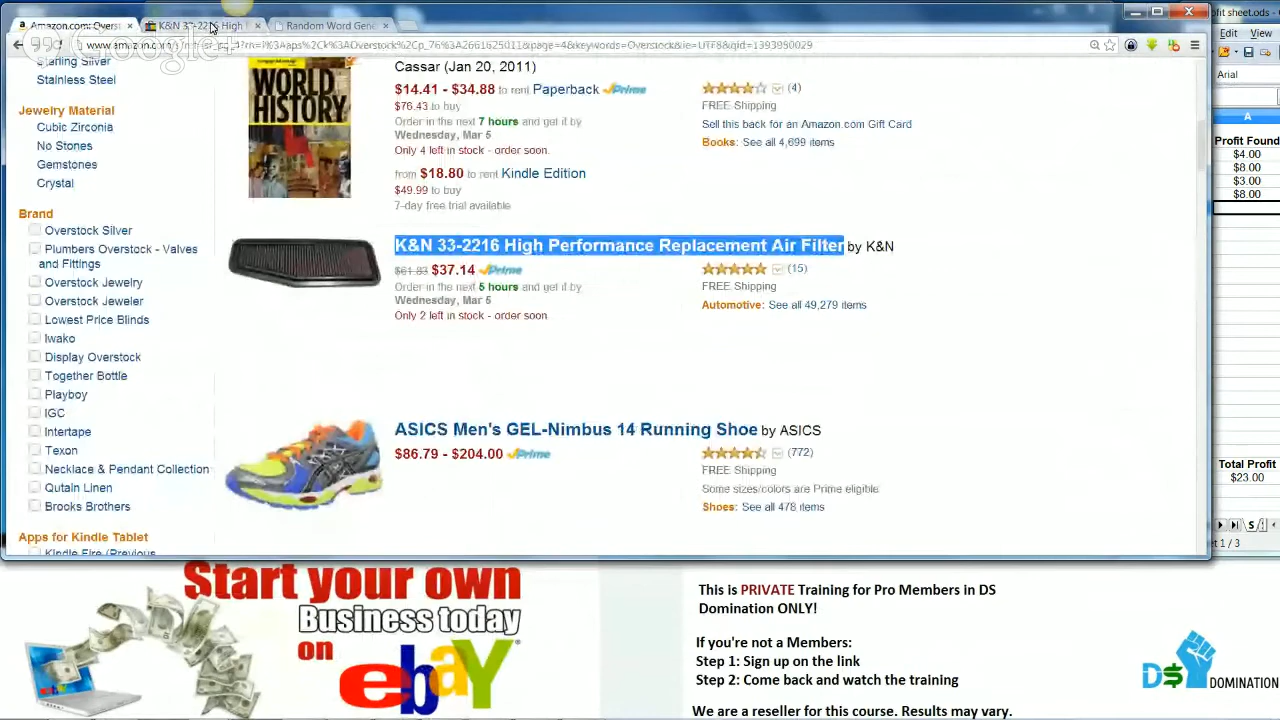 Amazon.com: Overst
K&N 33-2216 High
Random Word Gene
ofit sheet.ods
Google+
Edit
View
Sterling Silver
Stainless Steel
Jewelry Material
Cubic Zirconia
No Stones
Gemstones
Crystal
Brand
Overstock Silver
Plumbers Overstock - Valves
and Fittings
Overstock Jewelry
Overstock Jeweler
Lowest Price Blinds
Iwako
Display Overstock
Together Bottle
Playboy
IGC
Intertape
Texon
Necklace & Pendant Collection
Qutain Linen
Brooks Brothers
Apps for Kindle Tablet
Kindle Fire (Previous
WORLD
HISTORY
Cassar (Jan 20, 2011)
$14.41 - $34.88 to rent Paperback Prime
$76.43 to buy
Order in the next 7 hours and get it by
Wednesday, Mar 5
Only 4 left in stock - order soon.
from $18.80 to rent Kindle Edition
$49.99 to buy
7-day free trial available
(4)
FREE Shipping
Sell this back for an Amazon.com Gift Card
Books: See all 4,699 items
K&N 33-2216 High Performance Replacement Air Filter by K&N
$61.83 $37.14 Prime
Order in the next 5 hours and get it by
Wednesday, Mar 5
Only 2 left in stock - order soon
(15)
FREE Shipping
Automotive: See all 49,279 items
ASICS Men's GEL-Nimbus 14 Running Shoe by ASICS
$86.79 - $204.00 Prime
(772)
FREE Shipping
Some sizes/colors are Prime eligible
Shoes: See all 478 items
Arial
A
Profit Found
$4.00
$8.00
$3.00
$8.00
Total Profit
$23.00
et 1 / 3
Start your own
Business today
on
ebay
This is PRIVATE Training for Pro Members in DS
Domination ONLY!
If you're not a Members:
Step 1: Sign up on the link
Step 2: Come back and watch the training
We are a reseller for this course. Results may vary.
D$ DOMINATION